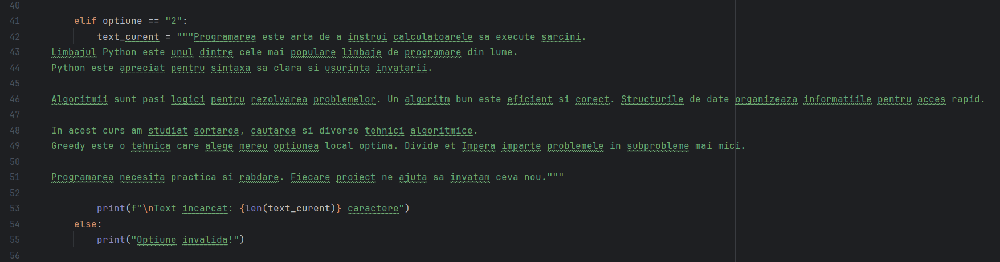 40
41 elif optiune == "2":
42 text_curent = """Programarea este arta de a instrui calculatoarele sa execute sarcini.
43 Limbajul Python este unul dintre cele mai populare limbaje de programare din lume.
44 Python este apreciat pentru sintaxa sa clara si usurinta invatarii.
45
46 Algoritmii sunt pasi logici pentru rezolvarea problemelor. Un algoritm bun este eficient si corect. Structurile de date organizeaza informatiile pentru acces rapid.
47
48 In acest curs am studiat sortarea, cautarea si diverse tehnici algoritmice.
49 Greedy este o tehnica care alege mereu optiunea local optima. Divide et Impera imparte problemele in subprobleme mai mici.
50
51 Programarea necesita practica si rabdare. Fiecare proiect ne ajuta sa invatam ceva nou."""
52
53 print(f"\nText incarcat: {len(text_curent)} caractere")
54 else:
55 print("Optiune invalida!")
56